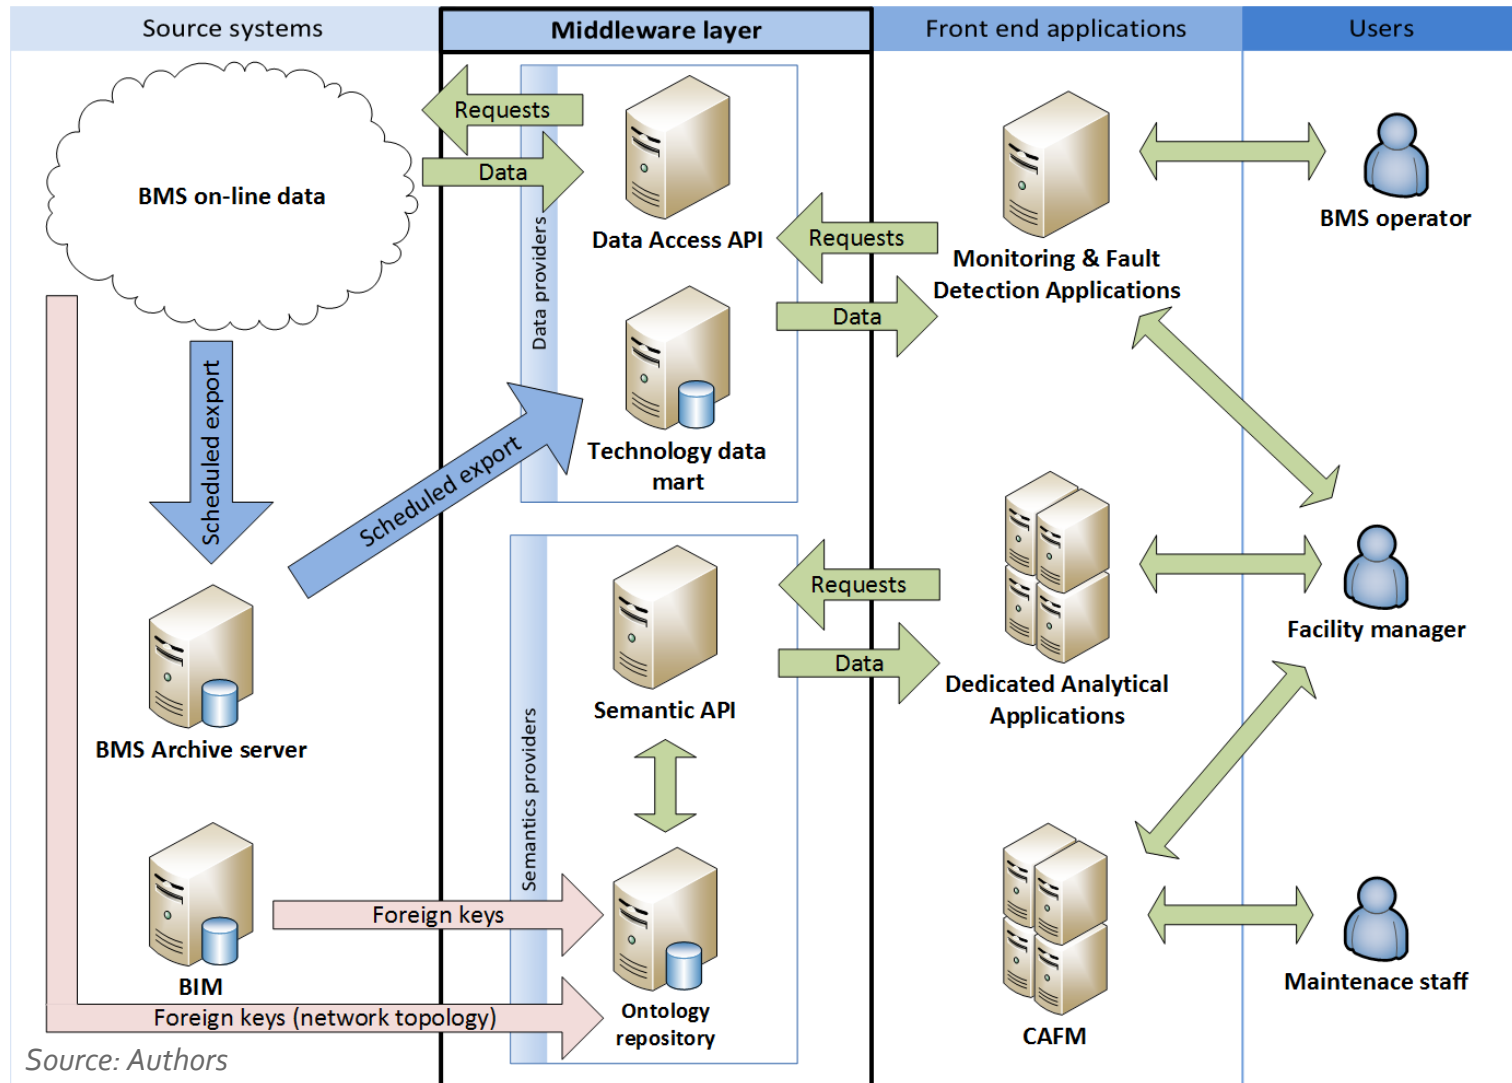 Source systems
Middleware layer
Front end applications
Users
BMS on-line data
Requests
Data
Data providers
Data Access API
Requests
Data
Monitoring & Fault
Detection Applications
BMS operator
Scheduled export
Scheduled export
Technology data
mart
BMS Archive server
Semantics providers
Semantic API
Requests
Data
Dedicated Analytical
Applications
Facility manager
BIM
Foreign keys
Foreign keys (network topology)
Ontology
repository
CAFM
Maintenace staff
Source: Authors